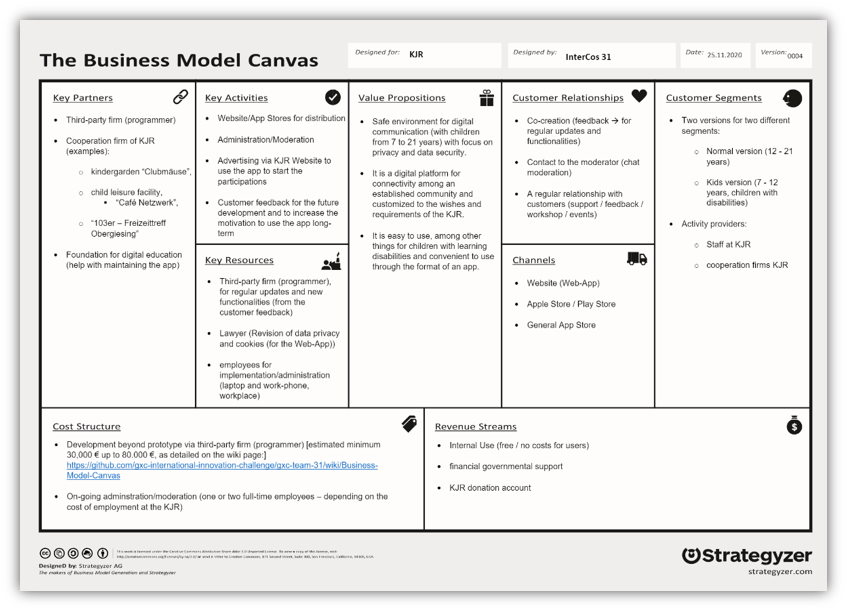 The Business Model Canvas
Designed for: KJR
Designed by: InterCos 31
Date: 25.11.2020
Version: 0004
Key Partners
• Third-party firm (programmer)
• Cooperation firm of KJR
(examples):
o kindergarden “Clubmäuse”,
o child leisure facility,
• “Café Netzwerk”,
o “103er – Freizeittreff
Obergiesing”
• Foundation for digital education
(help with maintaining the app)
Key Activities
• Website/App Stores for distribution
• Administration/Moderation
• Advertising via KJR Website to
use the app to start the
participations
• Customer feedback for the future
development and to increase the
motivation to use the app long-
term
Key Resources
• Third-party firm (programmer),
for regular updates and new
functionalities (from the
customer feedback)
• Lawyer (Revision of data privacy
and cookies (for the Web-App))
• employees for
implementation/administration
(laptop and work-phone,
workplace)
Value Propositions
• Safe environment for digital
communication (with children
from 7 to 21 years) with focus on
privacy and data security.
• It is a digital platform for
connectivity among an
established community and
customized to the wishes and
requirements of the KJR.
• It is easy to use, among other
things for children with learning
disabilities and convenient to use
through the format of an app.
Customer Relationships
• Co-creation (feedback → for
regular updates and
functionalities)
• Contact to the moderator (chat
moderation)
• A regular relationship with
customers (support / feedback /
workshop / events)
Channels
• Website (Web-App)
• Apple Store / Play Store
• General App Store
Customer Segments
• Two versions for two different
segments:
o Normal version (12 - 21
years)
o Kids version (7 - 12
years, children with
disabilities)
• Activity providers:
o Staff at KJR
o cooperation firms KJR
Cost Structure
• Development beyond prototype via third-party firm (programmer) [estimated minimum
30,000 € up to 80.000 €, as detailed on the wiki page:]
https://github.com/gxc-international-innovation-challenge/gxc-team-31/wiki/Business-
Model-Canvas
• On-going adminstration/moderation (one or two full-time employees – depending on the
cost of employment at the KJR)
Revenue Streams
• Internal Use (free / no costs for users)
• financial governmental support
• KJR donation account
DesigneD by: Strategyzer AG
The makers of Business Model Generation and Strategyzer
Strategyzer
strategyzer.com